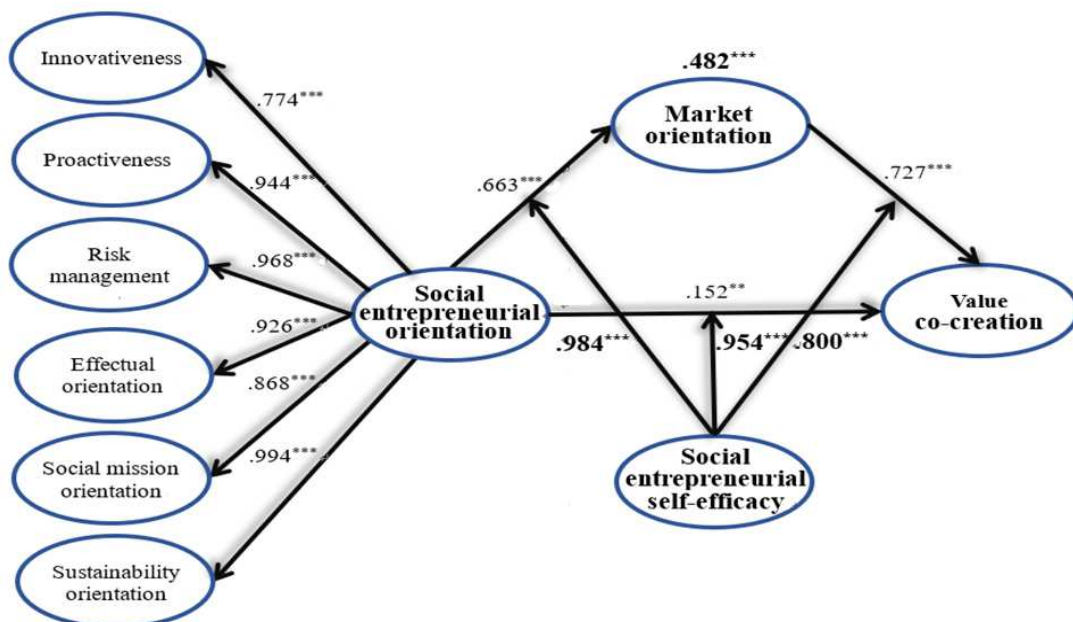 Innovativeness
.774***
Proactiveness
.944***
Risk
management
.968***
Effectual
orientation
.926***
Social mission
orientation
.868***
Sustainability
orientation
.994***
Social
entrepreneurial
orientation
.482***
Market
orientation
.663***
.727***
.152**
Value
co-creation
.984***
.954***
.800***
Social
entrepreneurial
self-efficacy